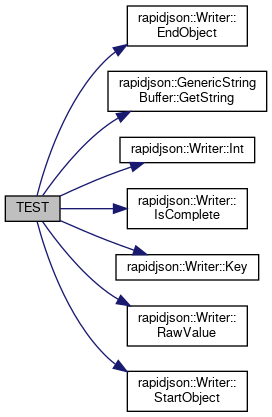 TEST
rapidjson::Writer::
EndObject
rapidjson::GenericString
Buffer::GetString
rapidjson::Writer::Int
rapidjson::Writer::
IsComplete
rapidjson::Writer::Key
rapidjson::Writer::
RawValue
rapidjson::Writer::
StartObject